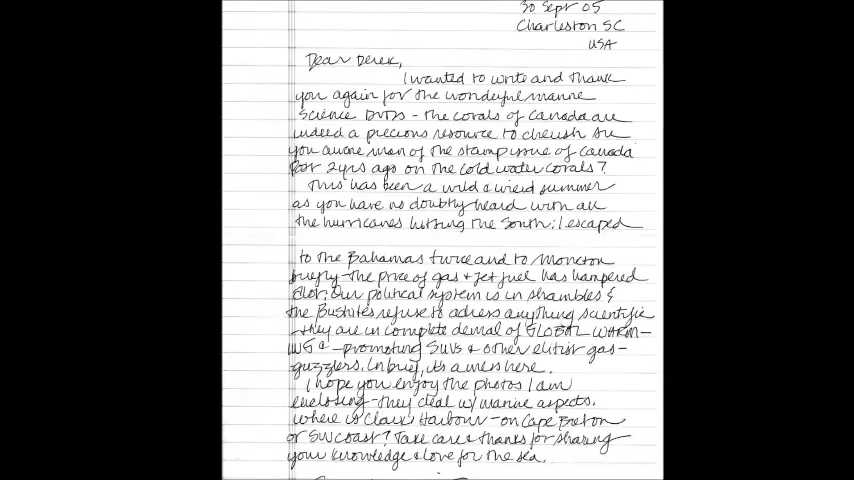 30 Sept 05
Charleston SC
USA
Dear Derek,
I wanted to write and thank
you again for the wonderful marine
science DVDs - the corals of Canada are
indeed a precious resource to cherish Are
you aware man of the stamp issue of Canada
Post 2 yrs ago on the cold water corals?
This has been a wild & wierd summer
as you have no doubtly heard with all
the hurricanes hitting the South; I escaped
to the Bahamas twice and to Moncton
briefly - the price of gas & jet fuel has hampered
alot. Our political system is in shambles &
the Bushites refuse to adress anything scientific
- they are in complete denial of GLOBAL WARM-
ING & - promoting SUVs & other elitist gas-
guzzlers. In brief, it's a mess here.
I hope you enjoy the photos I am
enclosing - they deal w/ marine aspects.
Where is Clark's Harbour - on Cape Breton
or SW coast? Take care & thanks for sharing
your knowledge & love for the sea.